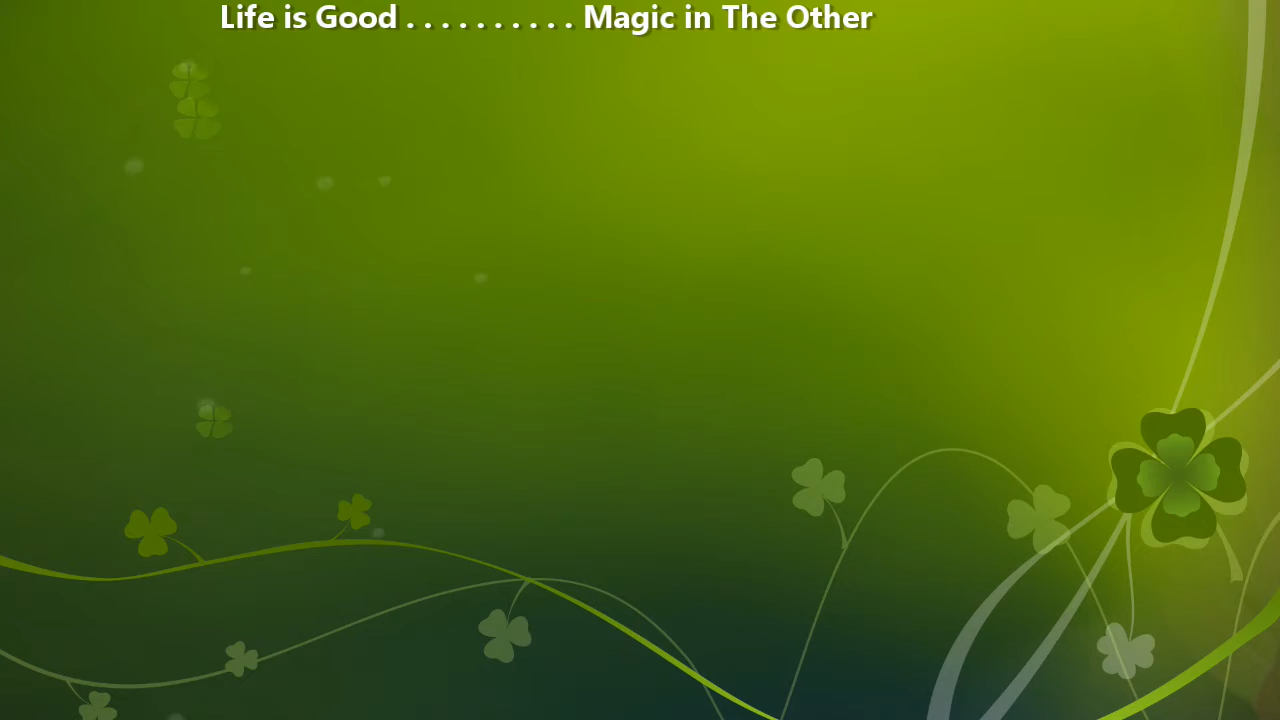 Life is Good . . . . . . . . . . Magic in The Other